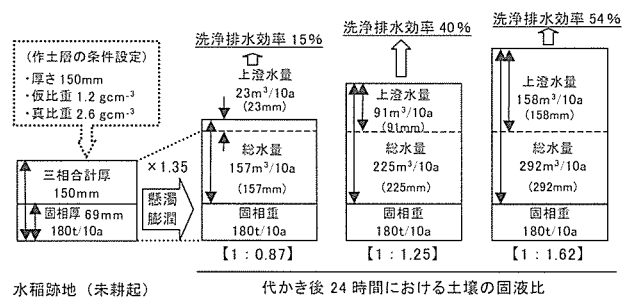 洗浄排水効率 15%
洗浄排水効率 40%
洗浄排水効率 54%
(作土層の条件設定)
・厚さ 150mm
・仮比重 1.2 gcm⁻³
・真比重 2.6 gcm⁻³
三相合計厚
150mm
固相厚 69mm
180t/10a
水稲跡地（未耕起）
×1.35
懸濁
膨潤
上澄水量
23m³/10a
(23mm)
総水量
157m³/10a
(157mm)
固相重
180t/10a
【1：0.87】
上澄水量
91m³/10a
(91mm)
総水量
225m³/10a
(225mm)
固相重
180t/10a
【1：1.25】
上澄水量
158m³/10a
(158mm)
総水量
292m³/10a
(292mm)
固相重
180t/10a
【1：1.62】
代かき後 24 時間における土壌の固液比